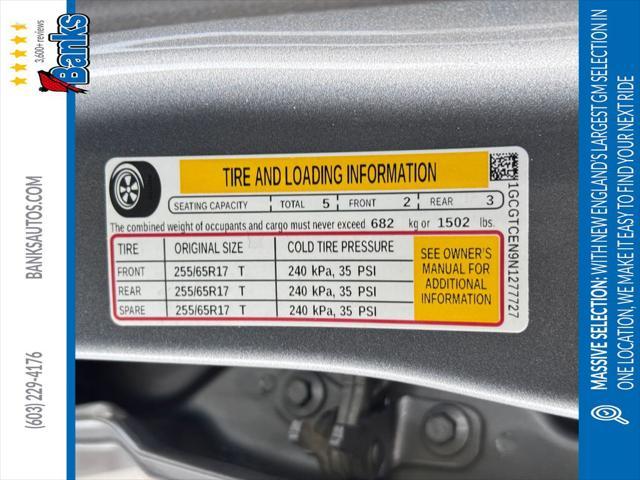 3,600+ reviews
Banks
BANKSAUTOS.COM
(603) 229-4176
TIRE AND LOADING INFORMATION
SEATING CAPACITY TOTAL 5 FRONT 2 REAR 3
The combined weight of occupants and cargo must never exceed 682 kg or 1502 lbs.
TIRE ORIGINAL SIZE COLD TIRE PRESSURE
FRONT 255/65R17 T 240 kPa, 35 PSI
REAR 255/65R17 T 240 kPa, 35 PSI
SPARE 255/65R17 T 240 kPa, 35 PSI
SEE OWNER'S
MANUAL FOR
ADDITIONAL
INFORMATION
1GCGTCEN9N1277727
MASSIVE SELECTION: WITH NEW ENGLAND'S LARGEST GM SELECTION IN
ONE LOCATION, WE MAKE IT EASY TO FIND YOUR NEXT RIDE